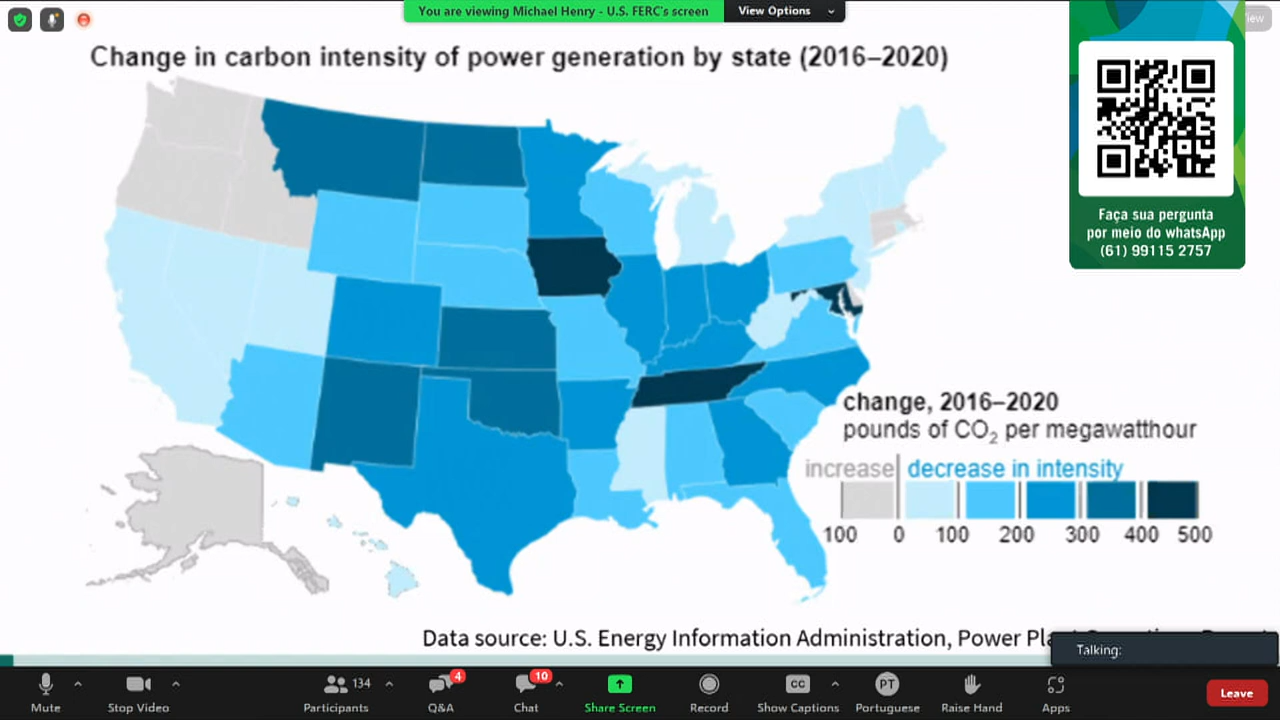 You are viewing Michael Henry - U.S. FERC's screen
View Options
Change in carbon intensity of power generation by state (2016–2020)
Faça sua pergunta
por meio do whatsApp
(61) 99115 2757
change, 2016–2020
pounds of CO₂ per megawatthour
increase decrease in intensity
100 0 100 200 300 400 500
Data source: U.S. Energy Information Administration, Power
Talking:
134
4
10
CC
PT
Mute
Stop Video
Participants
Q&A
Chat
Share Screen
Record
Show Captions
Portuguese
Raise Hand
Apps
Leave